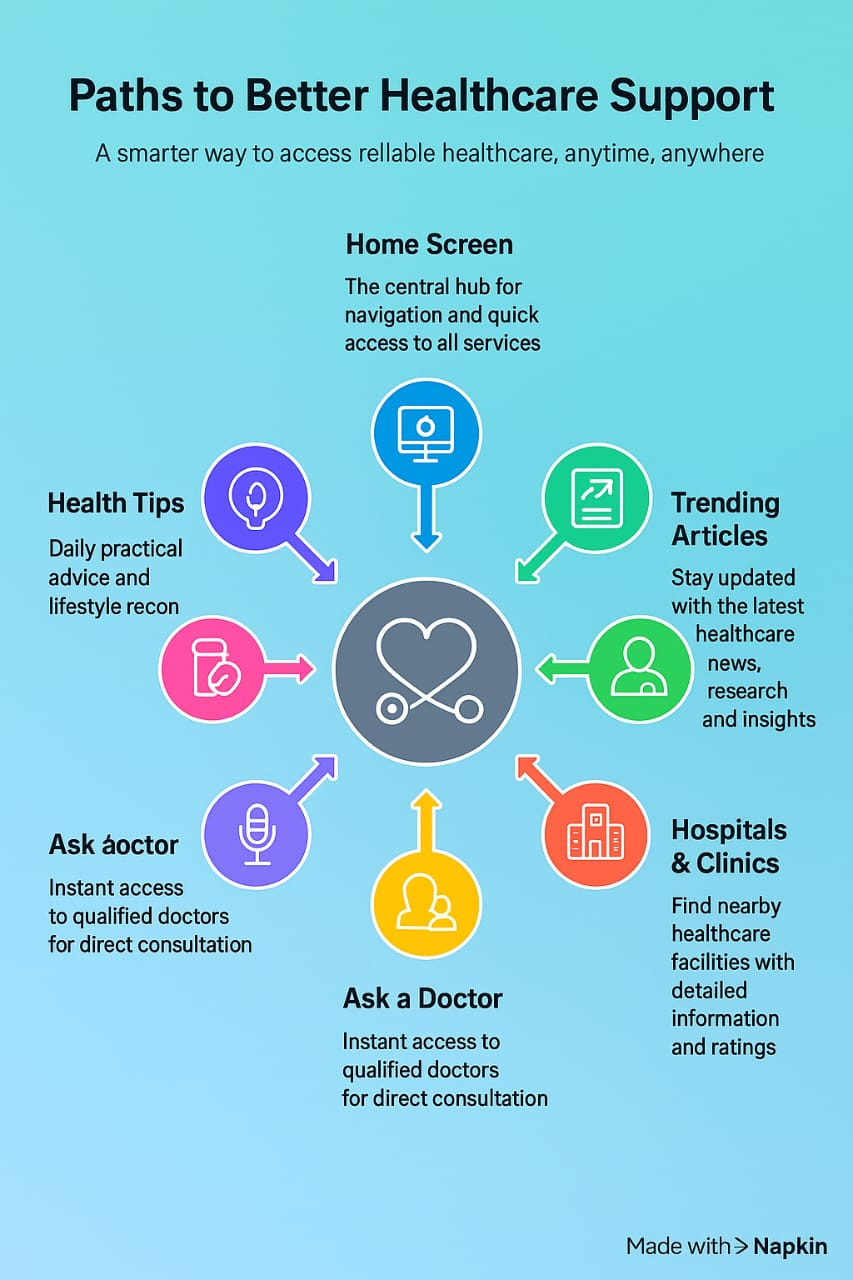 Paths to Better Healthcare Support
A smarter way to access rellable healthcare, anytime, anywhere
Home Screen
The central hub for
navigation and quick
access to all services
Health Tips
Daily practical
advice and
lifestyle recon
Trending
Articles
Stay updated
with the latest
healthcare
news,
research
and insights
Ask áoctor
Instant access
to qualified doctors
for direct consultation
Hospitals
& Clinics
Find nearby
healthcare
facilities with
detailed
information
and ratings
Ask a Doctor
Instant access to
qualified doctors
for direct consultation
Made with Napkin